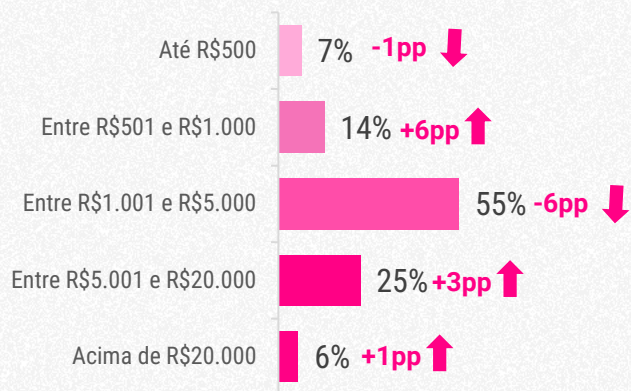 Até R$500 7% -1pp
Entre R$501 e R$1.000 14% +6pp
Entre R$1.001 e R$5.000 55% -6pp
Entre R$5.001 e R$20.000 25% +3pp
Acima de R$20.000 6% +1pp